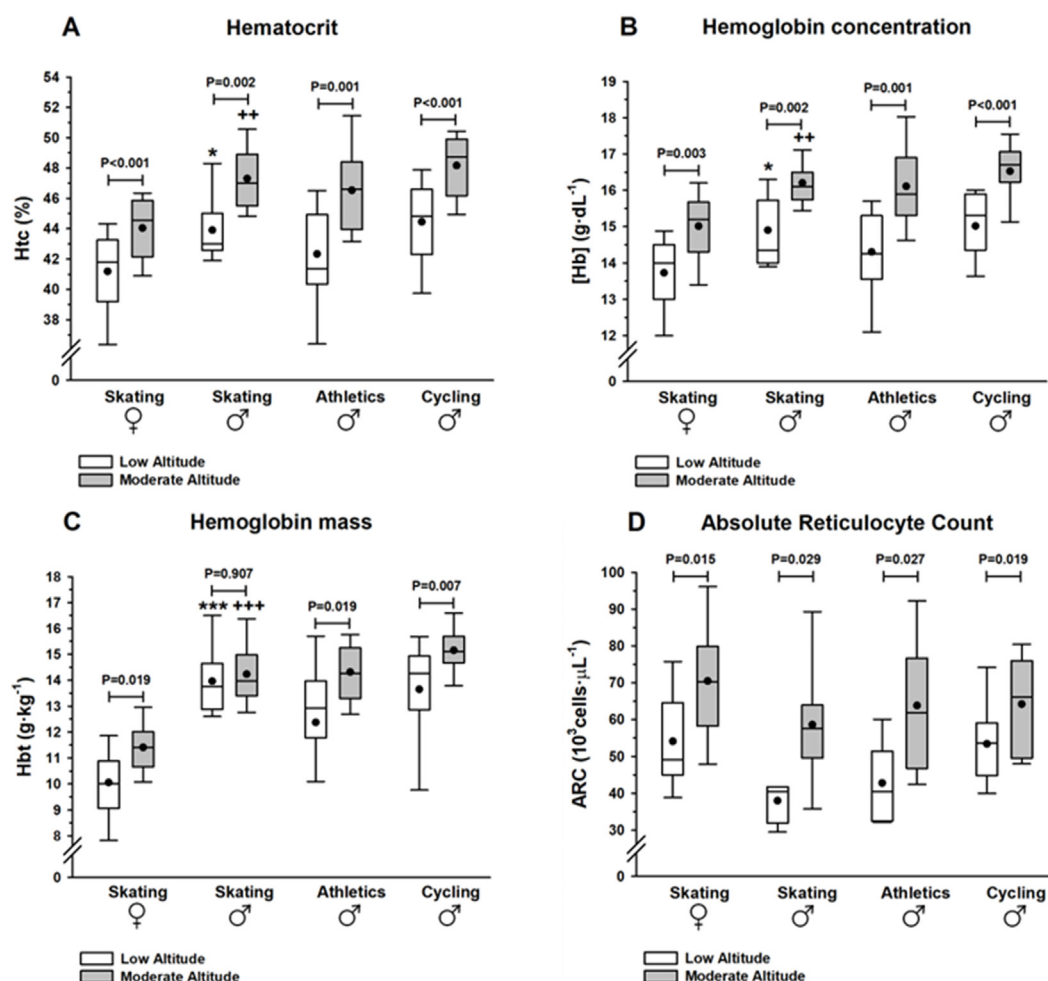 A Hematocrit
P<0.001 P=0.002 P=0.001 P<0.001
* ++
Htc (%)
54
52
50
48
46
44
42
40
38
0
Skating Skating Athletics Cycling
♀ ♂ ♂ ♂
Low Altitude
Moderate Altitude
B Hemoglobin concentration
P=0.003 P=0.002 P=0.001 P<0.001
* ++
[Hb] (g·dL⁻¹)
19
18
17
16
15
14
13
12
0
Skating Skating Athletics Cycling
♀ ♂ ♂ ♂
Low Altitude
Moderate Altitude
C Hemoglobin mass
P=0.019 P=0.907 P=0.019 P=0.007
*** +++
Hbt (g·kg⁻¹)
18
17
16
15
14
13
12
11
10
9
8
0
Skating Skating Athletics Cycling
♀ ♂ ♂ ♂
Low Altitude
Moderate Altitude
D Absolute Reticulocyte Count
P=0.015 P=0.029 P=0.027 P=0.019
ARC (10³cells·µL⁻¹)
100
90
80
70
60
50
40
30
0
Skating Skating Athletics Cycling
♀ ♂ ♂ ♂
Low Altitude
Moderate Altitude